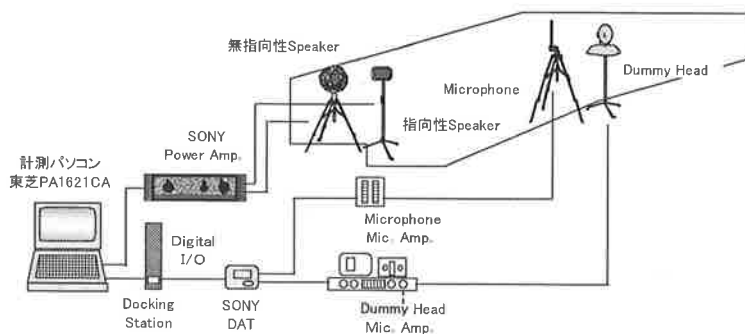 無指向性Speaker
Microphone
Dummy Head
指向性Speaker
SONY
Power Amp.
計測パソコン
東芝PA1621CA
Digital
I/O
Docking
Station
SONY
DAT
Microphone
Mic. Amp.
Dummy Head
Mic. Amp.